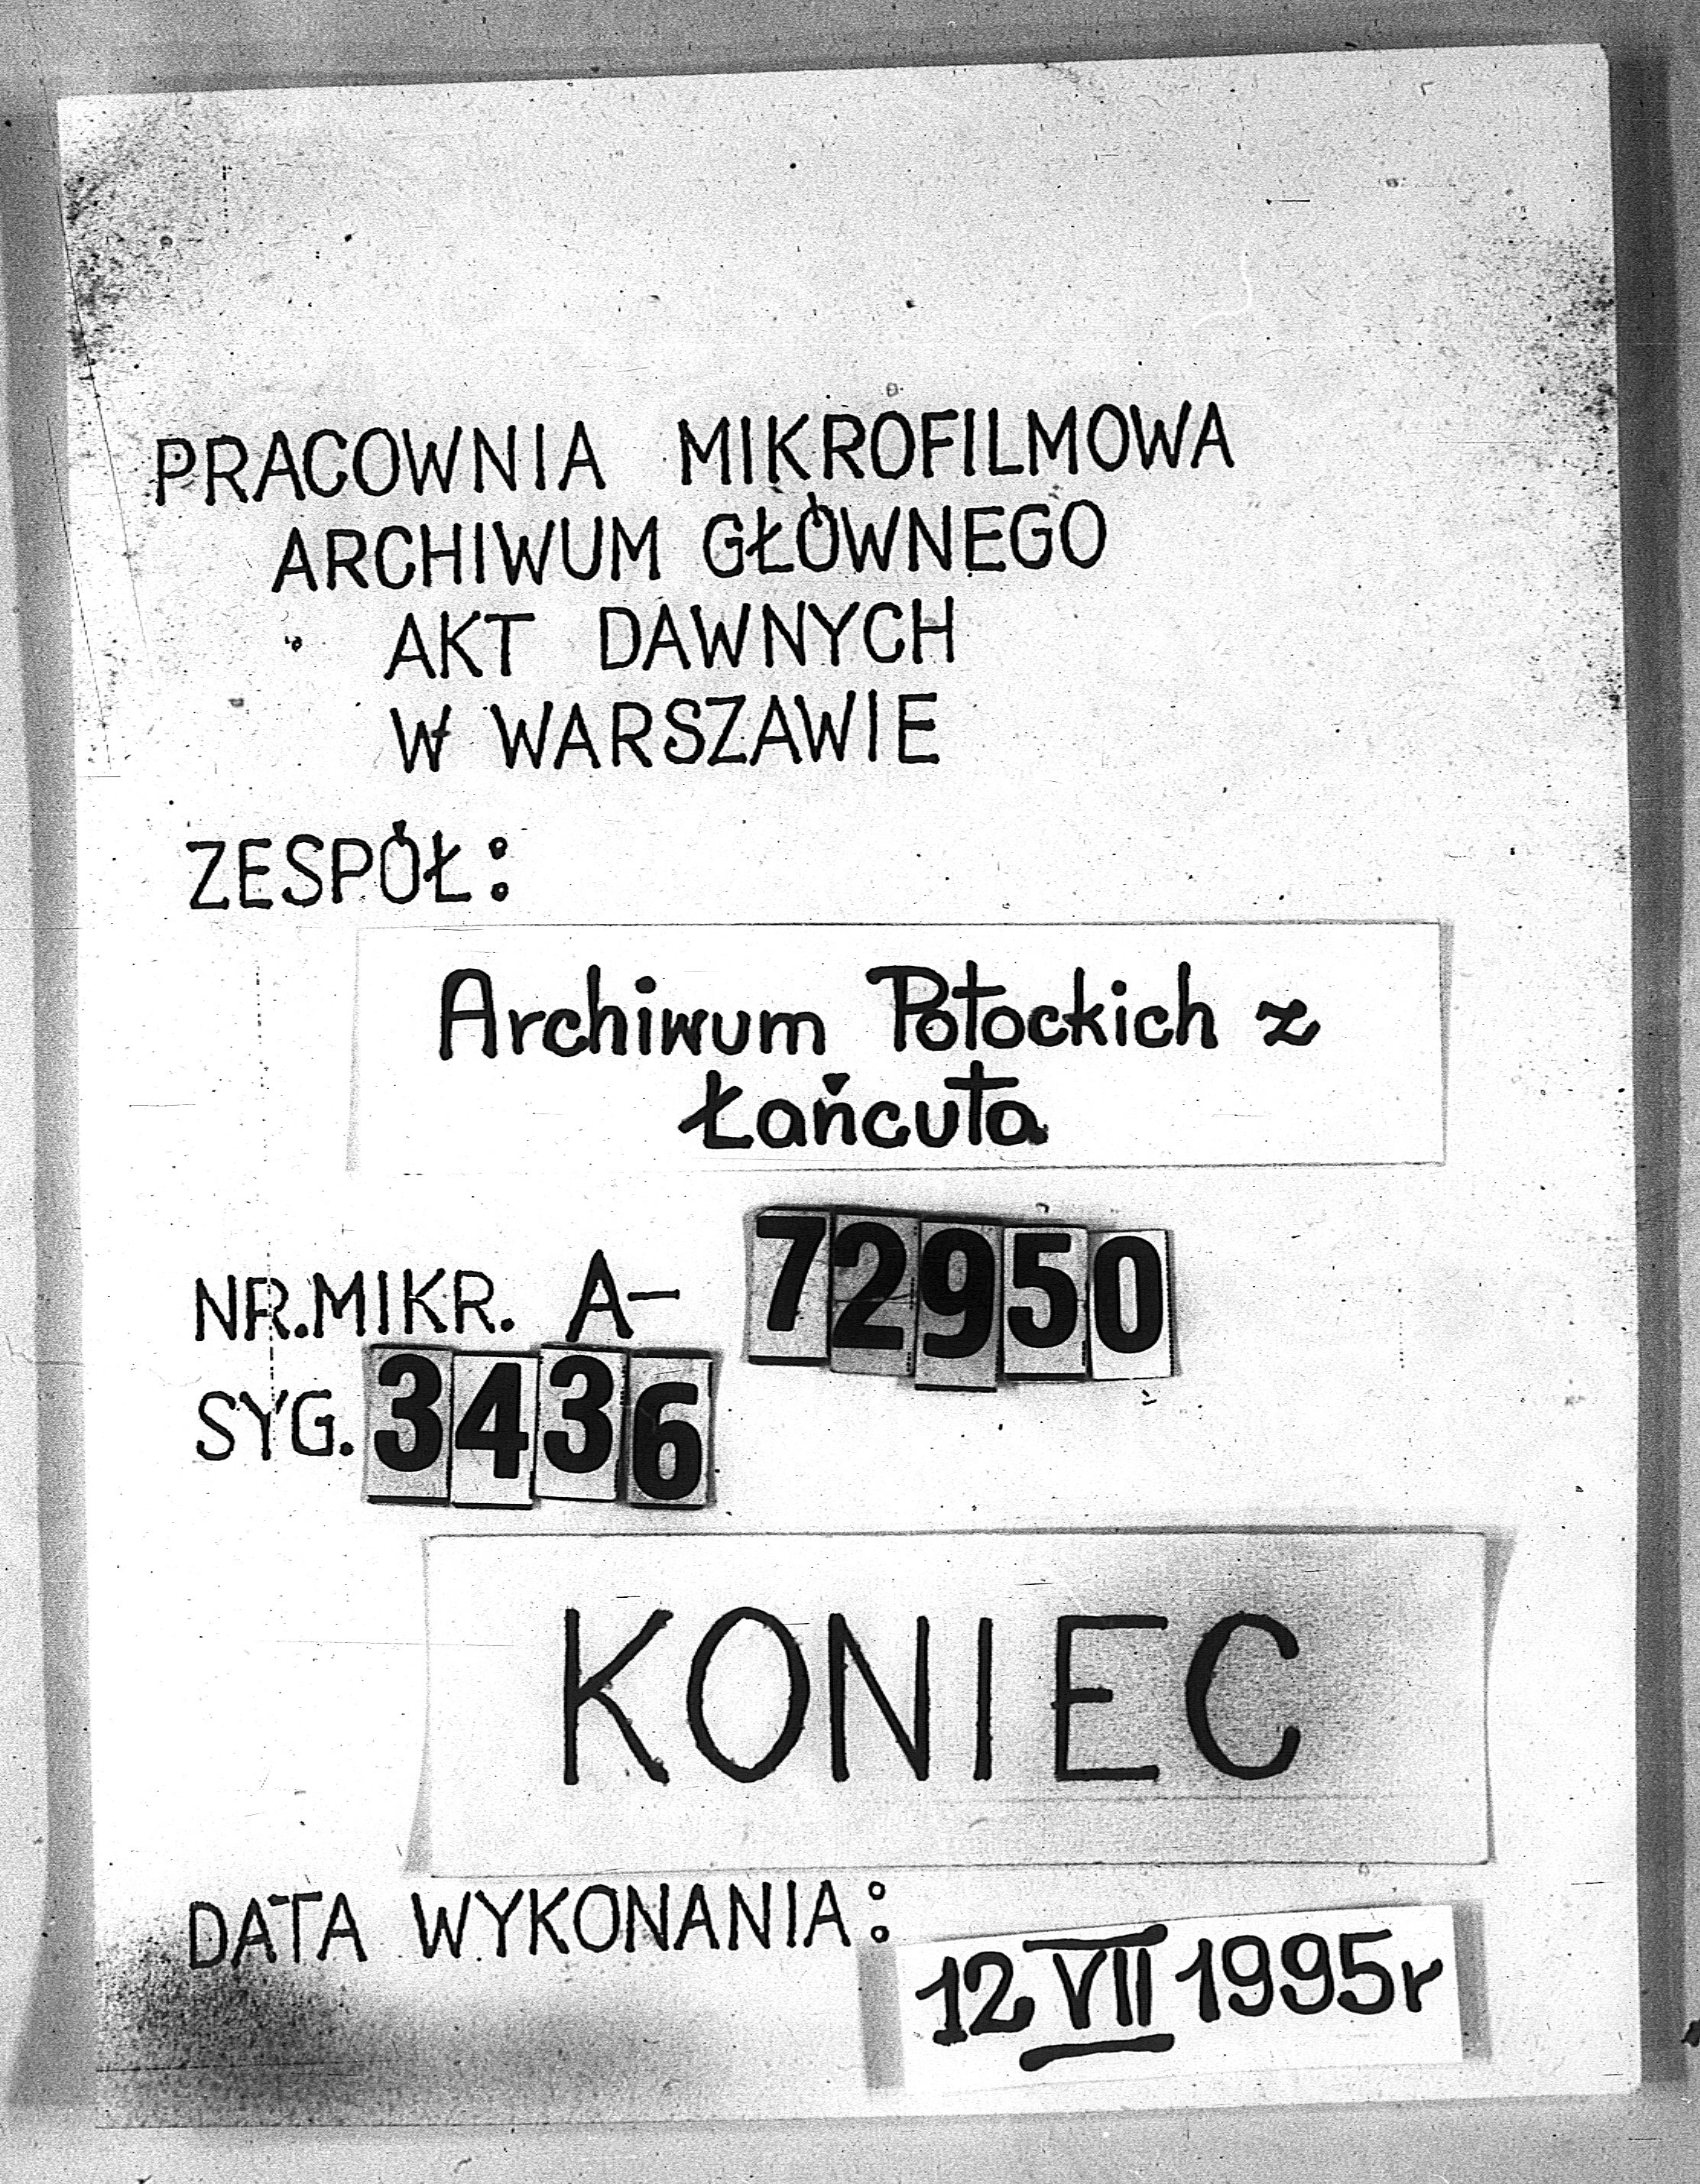 PRACOWNIA MIKROFILMOWA
ARCHIWUM GŁÓWNEGO
AKT DAWNYCH
W WARSZAWIE
ZESPÓŁ:
Archiwum Potockich z
Łańcuta
NR.MIKR. A- 72950
SYG. 3436
KONIEC
DATA WYKONANIA:
12 VII 1995r